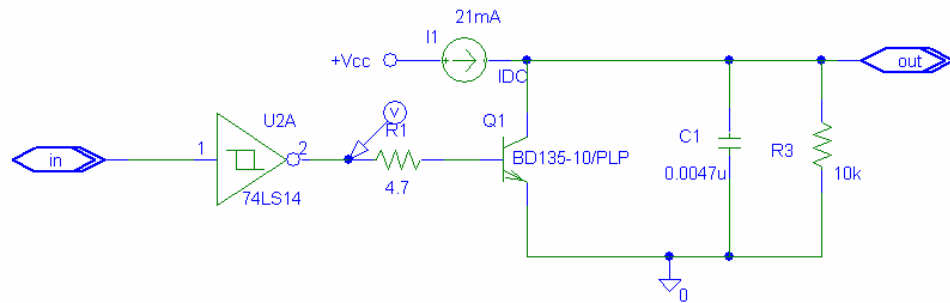 21mA
I1
+Vcc
IDC
out
U2A
V
R1
Q1
C1
in
1
2
BD135-10/PLP
R3
74LS14
4.7
0.0047u
10k
0